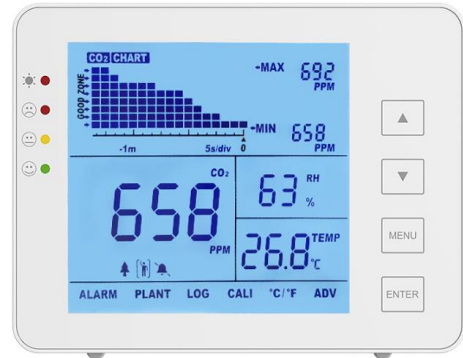 CO₂ CHART
GOOD ZONE
-MAX 692
PPM
-MIN 658
PPM
-1m 5s/div 0
CO₂
658
PPM
63 RH
%
26.8 TEMP
°C
ALARM PLANT LOG CALI °C/°F ADV
MENU
ENTER